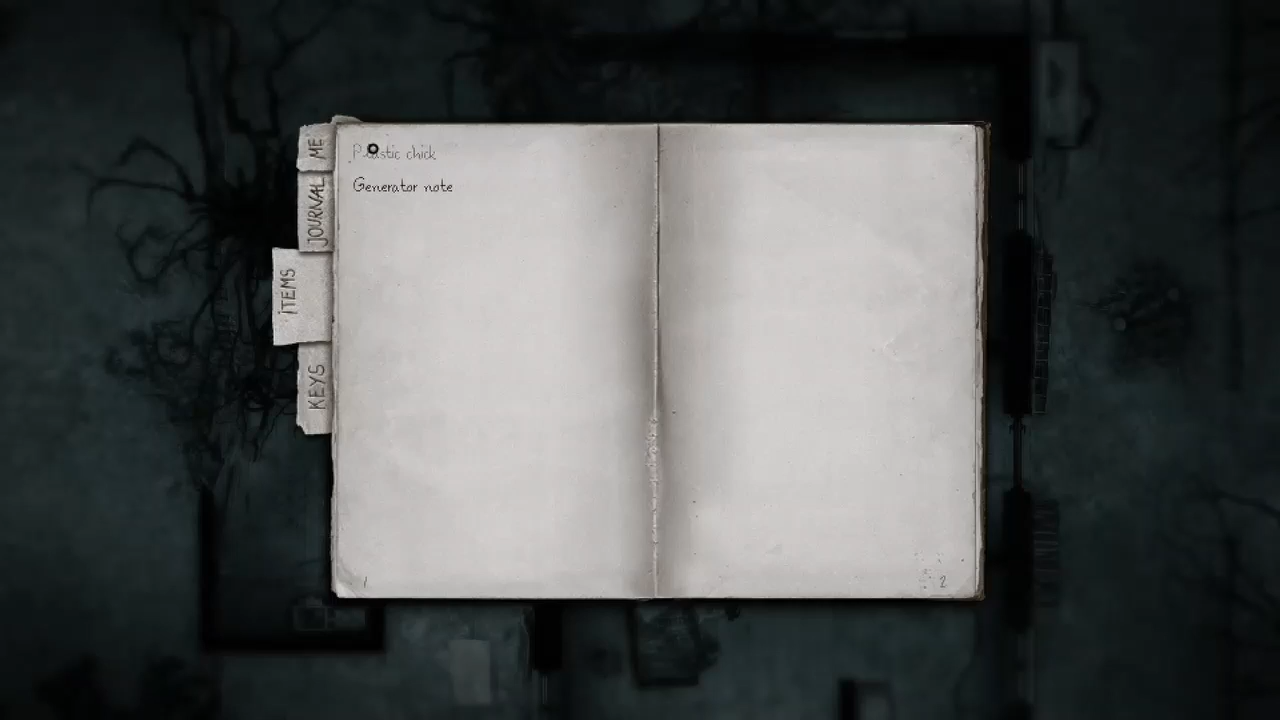 ME
JOURNAL
ITEMS
KEYS
Plastic chick
Generator note
1
2